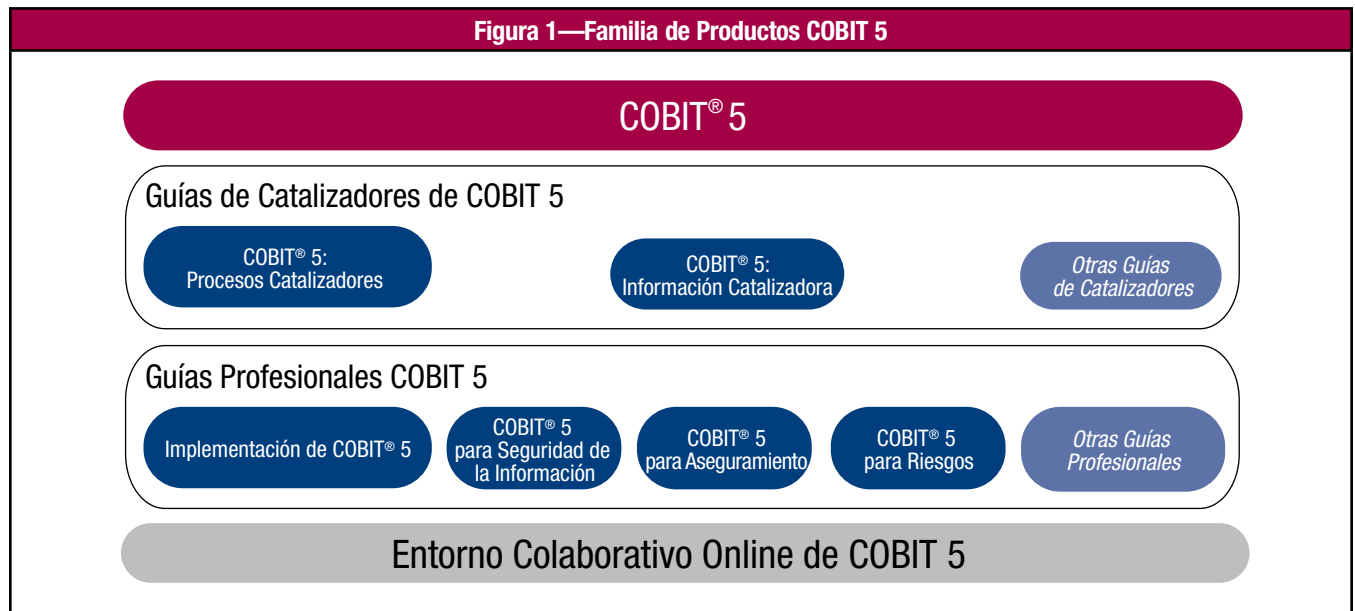 Figura 1—Familia de Productos COBIT 5
COBIT® 5
Guías de Catalizadores de COBIT 5
COBIT® 5:
Procesos Catalizadores
COBIT® 5:
Información Catalizadora
Otras Guías
de Catalizadores
Guías Profesionales COBIT 5
Implementación de COBIT® 5
COBIT® 5
para Seguridad de
la Información
COBIT® 5
para Aseguramiento
COBIT® 5
para Riesgos
Otras Guías
Profesionales
Entorno Colaborativo Online de COBIT 5